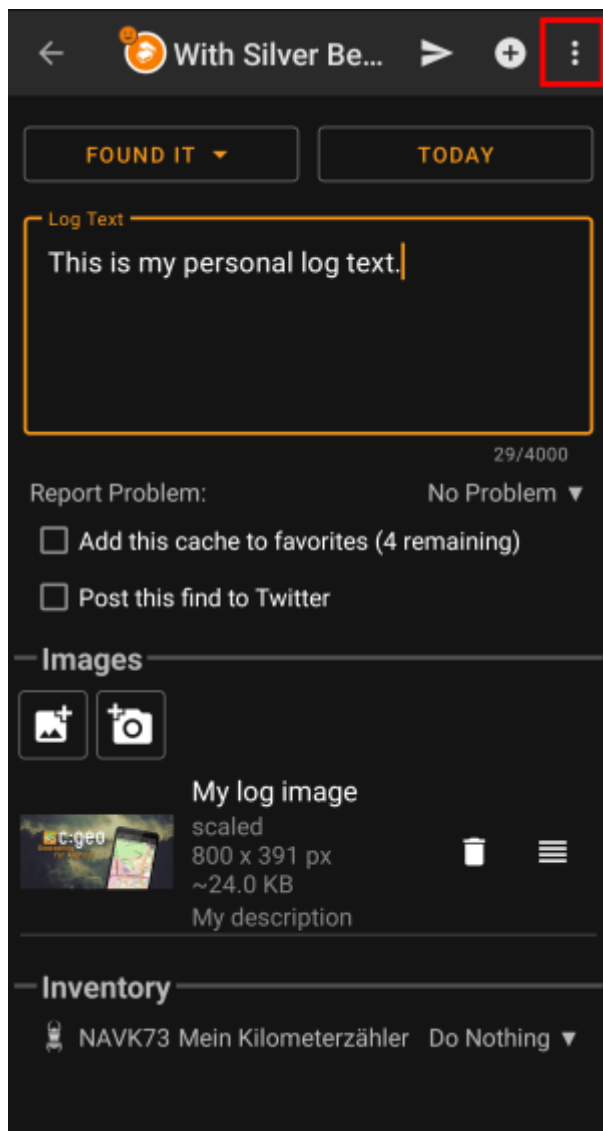 With Silver Be...
FOUND IT
TODAY
Log Text
This is my personal log text.
29/4000
Report Problem:
No Problem
Add this cache to favorites (4 remaining)
Post this find to Twitter
Images
My log image
c:geo
scaled
800 x 391 px
~24.0 KB
My description
Inventory
NAVK73 Mein Kilometerzähler Do Nothing